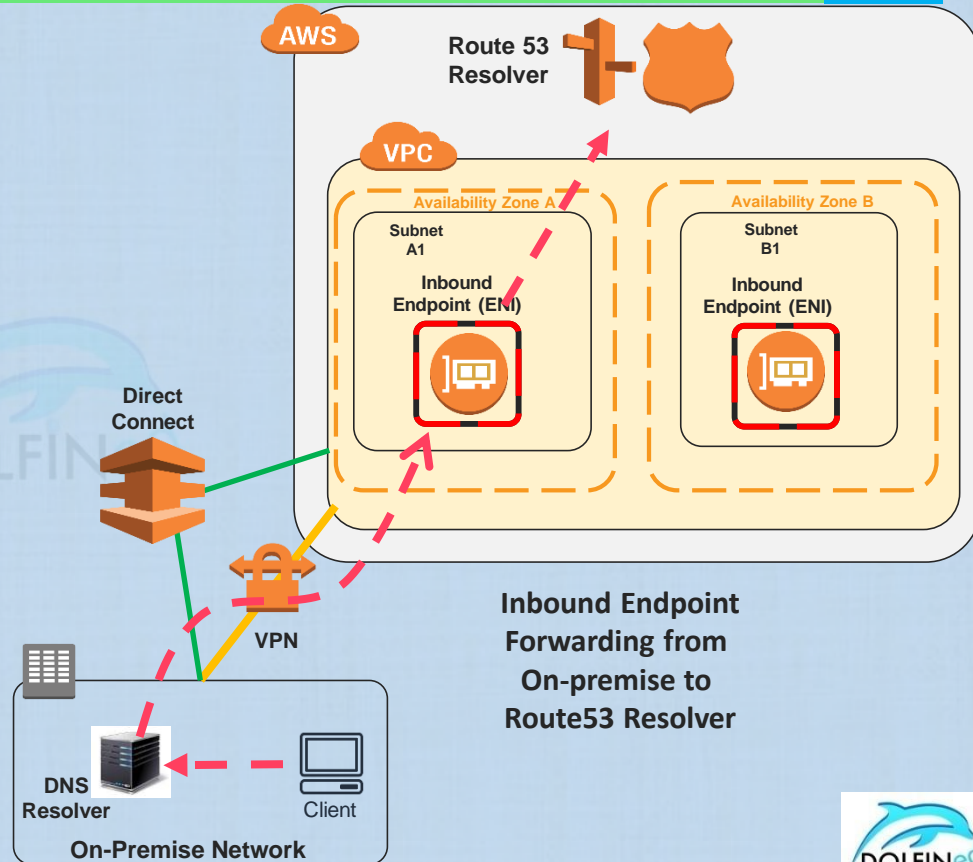 AWS
Route 53
Resolver
VPC
Availability Zone A
Availability Zone B
Subnet
A1
Subnet
B1
Inbound
Endpoint (ENI)
Inbound
Endpoint (ENI)
Direct
Connect
VPN
Inbound Endpoint
Forwarding from
On-premise to
Route53 Resolver
DNS
Resolver
Client
On-Premise Network